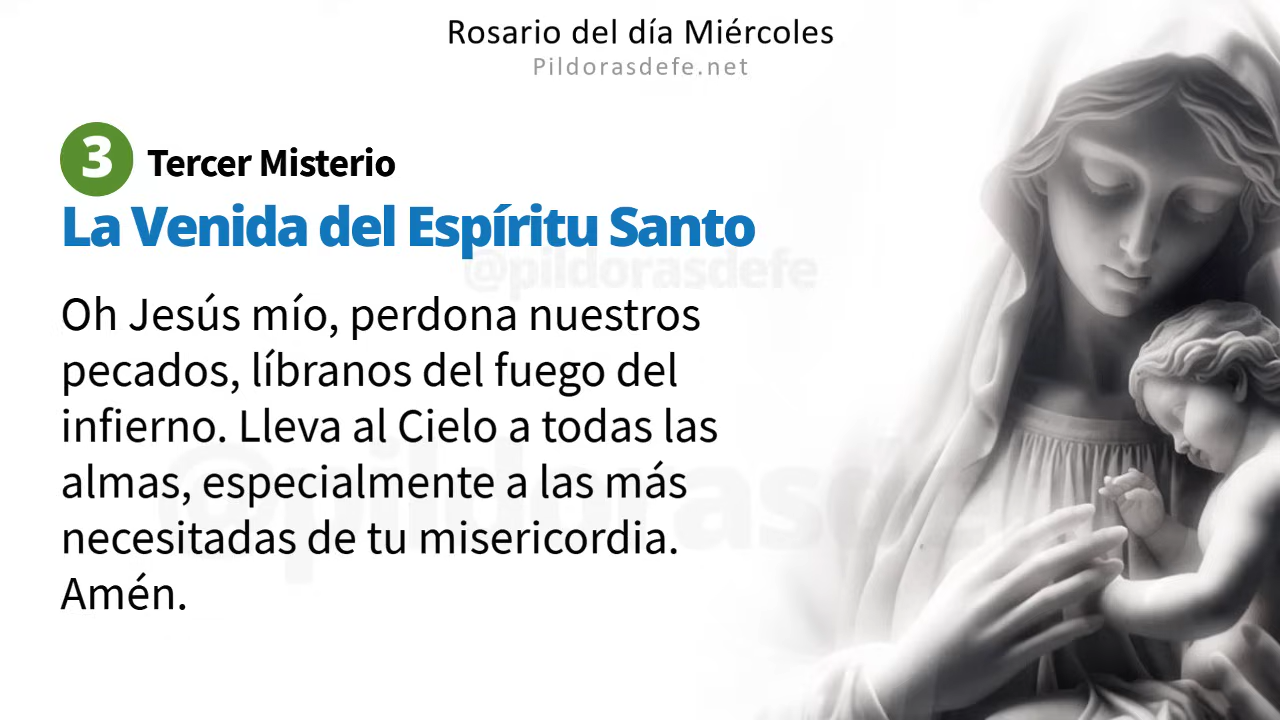 Rosario del día Miércoles
Pildorasdefe.net
3 Tercer Misterio
La Venida del Espíritu Santo
@pildorasdefe
Oh Jesús mío, perdona nuestros
pecados, líbranos del fuego del
infierno. Lleva al Cielo a todas las
almas, especialmente a las más
necesitadas de tu misericordia.
Amén.